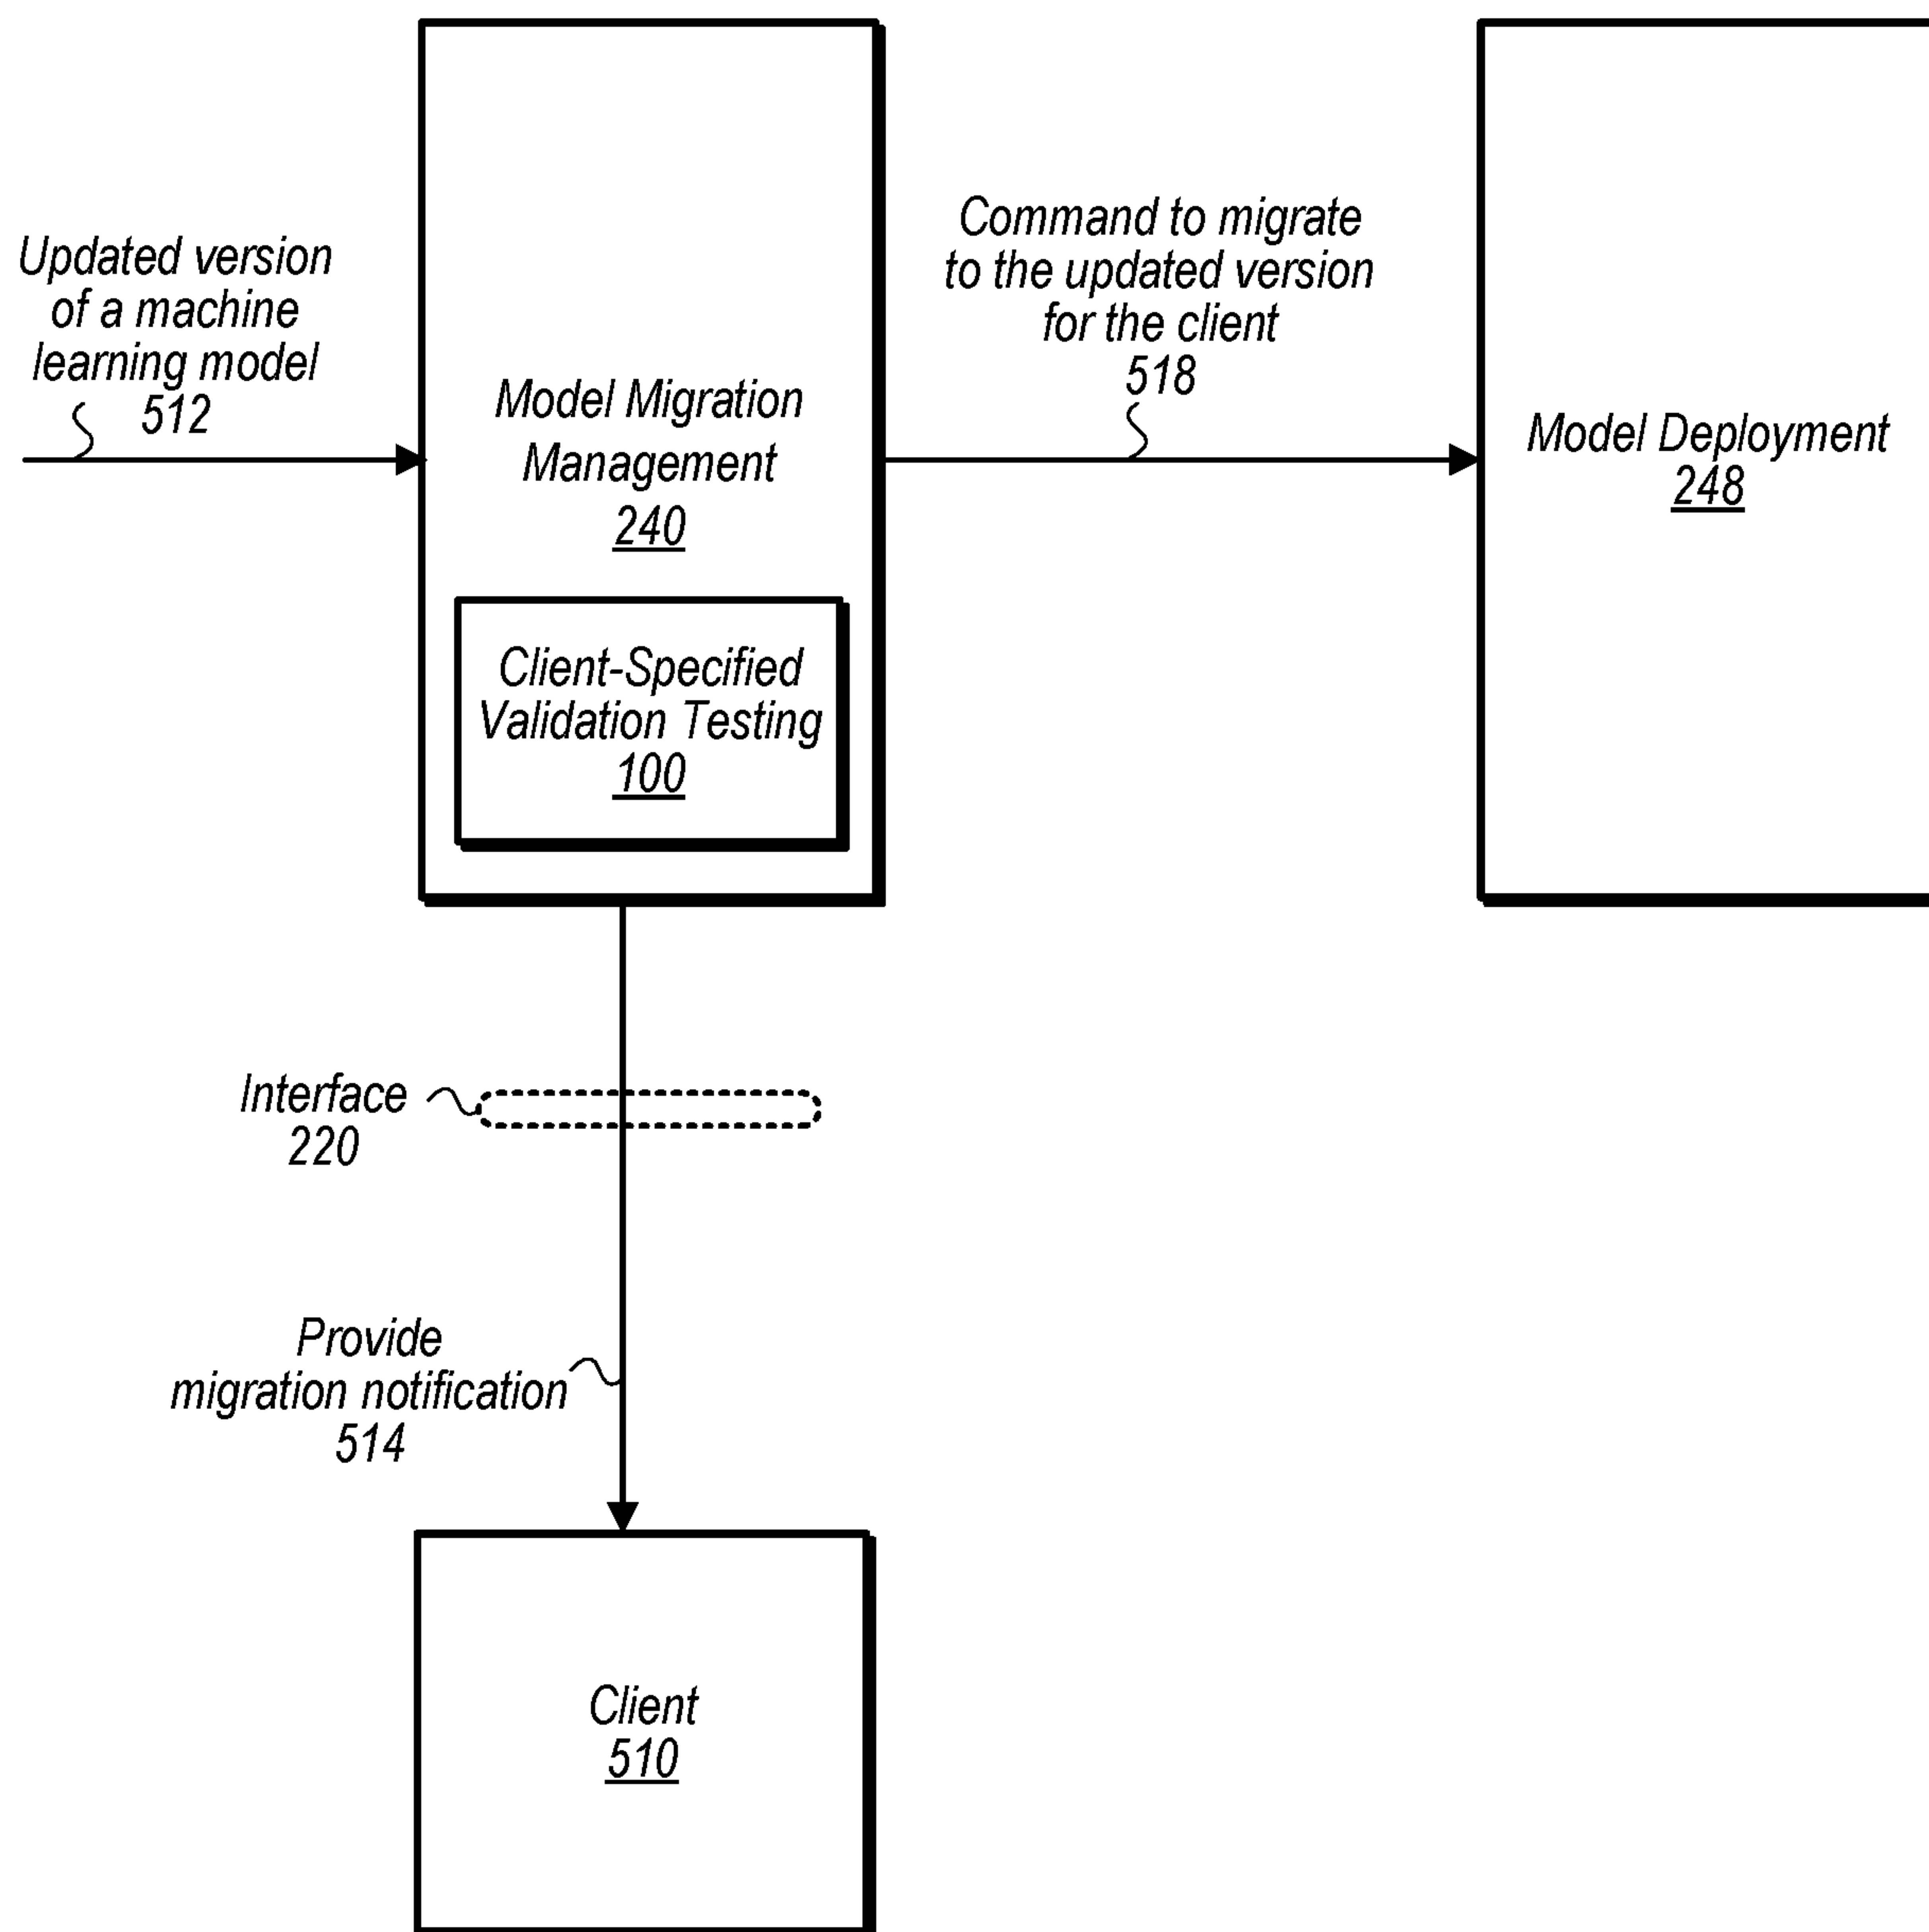 Updated version
of a machine
learning model
512
Model Migration
Management
240
Client-Specified
Validation Testing
100
Command to migrate
to the updated version
for the client
518
Model Deployment
248
Interface
220
Provide
migration notification
514
Client
510